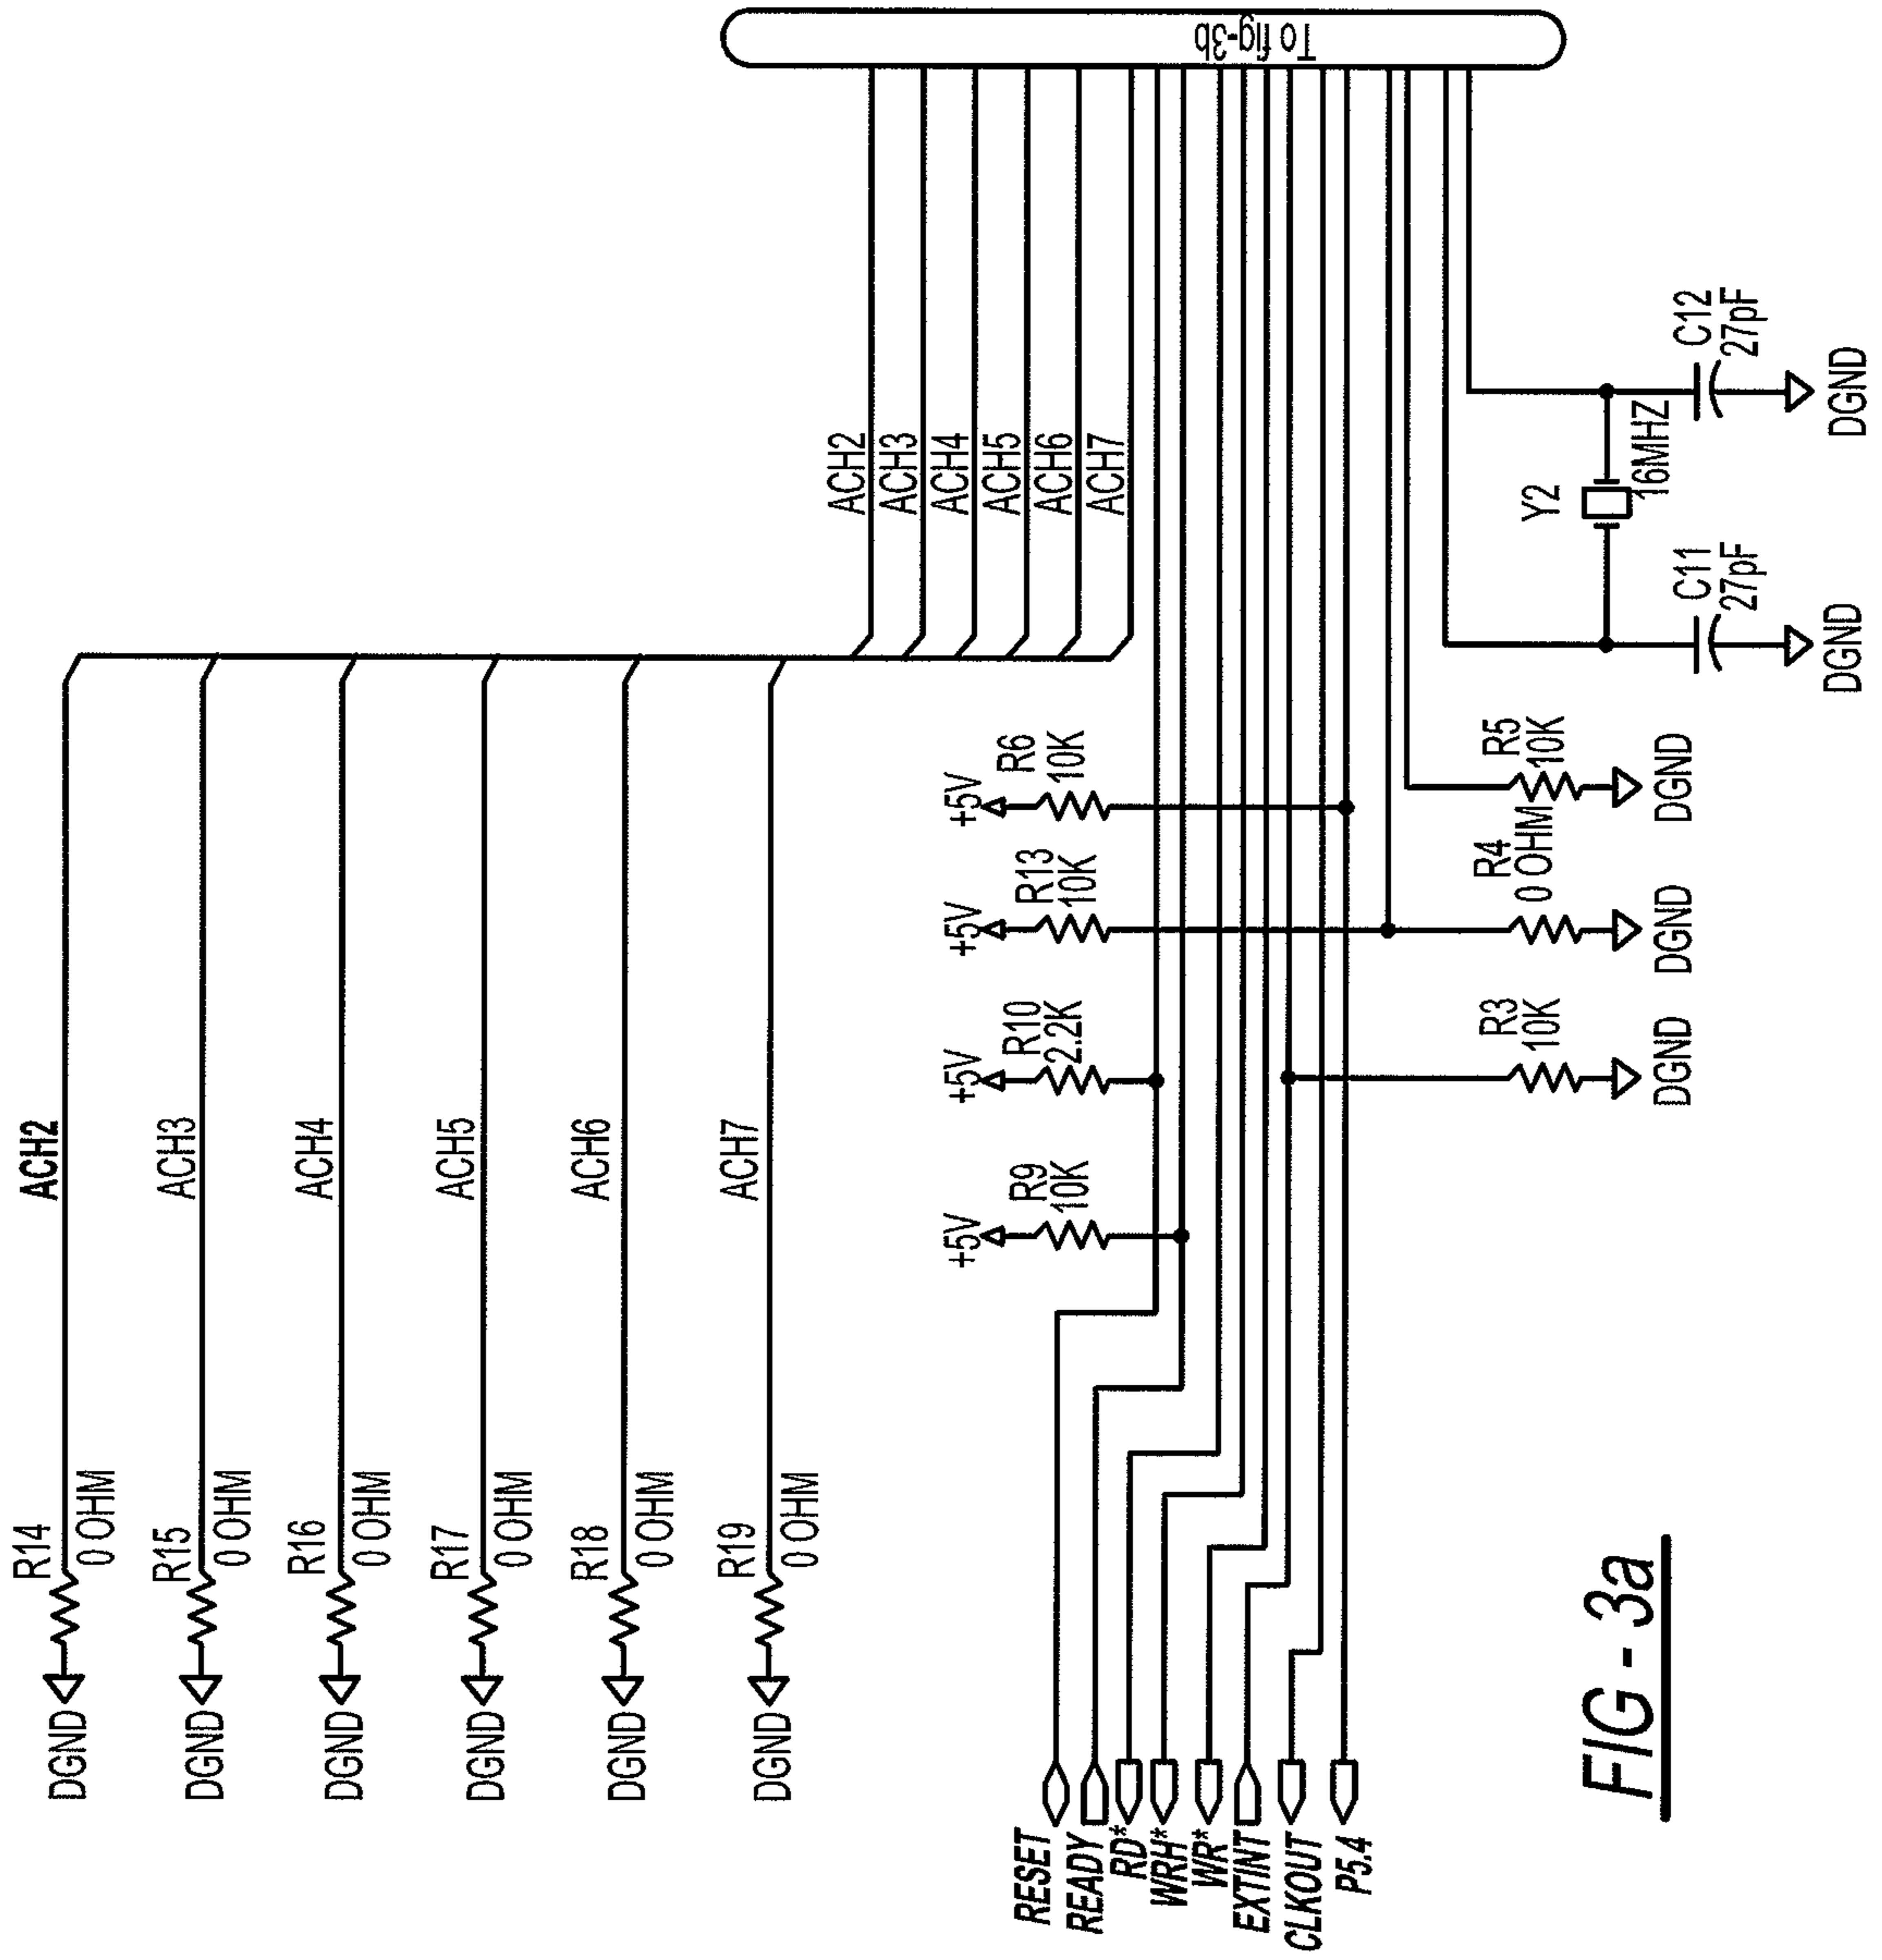 DGND
R14
0 OHM
ACH2
DGND
R15
0 OHM
ACH3
DGND
R16
0 OHM
ACH4
DGND
R17
0 OHM
ACH5
DGND
R18
0 OHM
ACH6
DGND
R19
0 OHM
ACH7
ACH2
ACH3
ACH4
ACH5
ACH6
ACH7
To fig-3b
+5V
R9
10K
+5V
R10
2.2K
+5V
R13
10K
+5V
R6
10K
RESET
READY
RD*
WRH*
WR*
EXTINT
CLKOUT
P5.4
R3
10K
DGND
R4
0 OHM
DGND
R5
10K
DGND
Y2
16MHZ
C11
27pF
DGND
C12
27pF
DGND
FIG - 3a